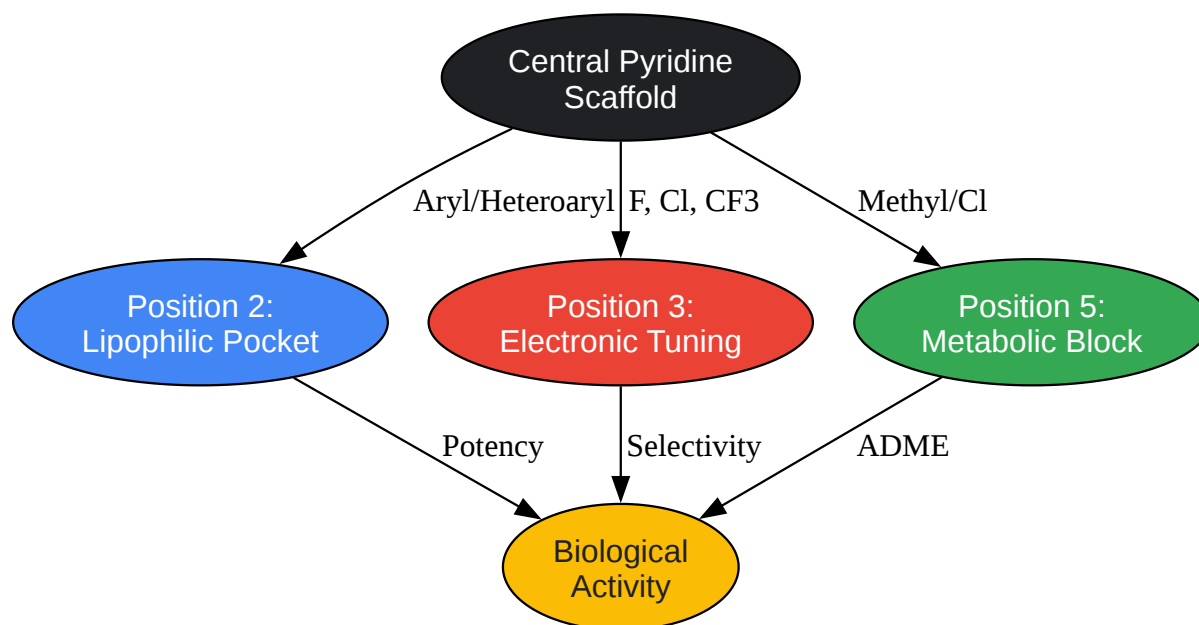 Central Pyridine
Scaffold
Aryl/Heteroaryl
F, Cl, CF3
Methyl/Cl
Position 2:
Lipophilic Pocket
Position 3:
Electronic Tuning
Position 5:
Metabolic Block
Potency
Selectivity
ADME
Biological
Activity